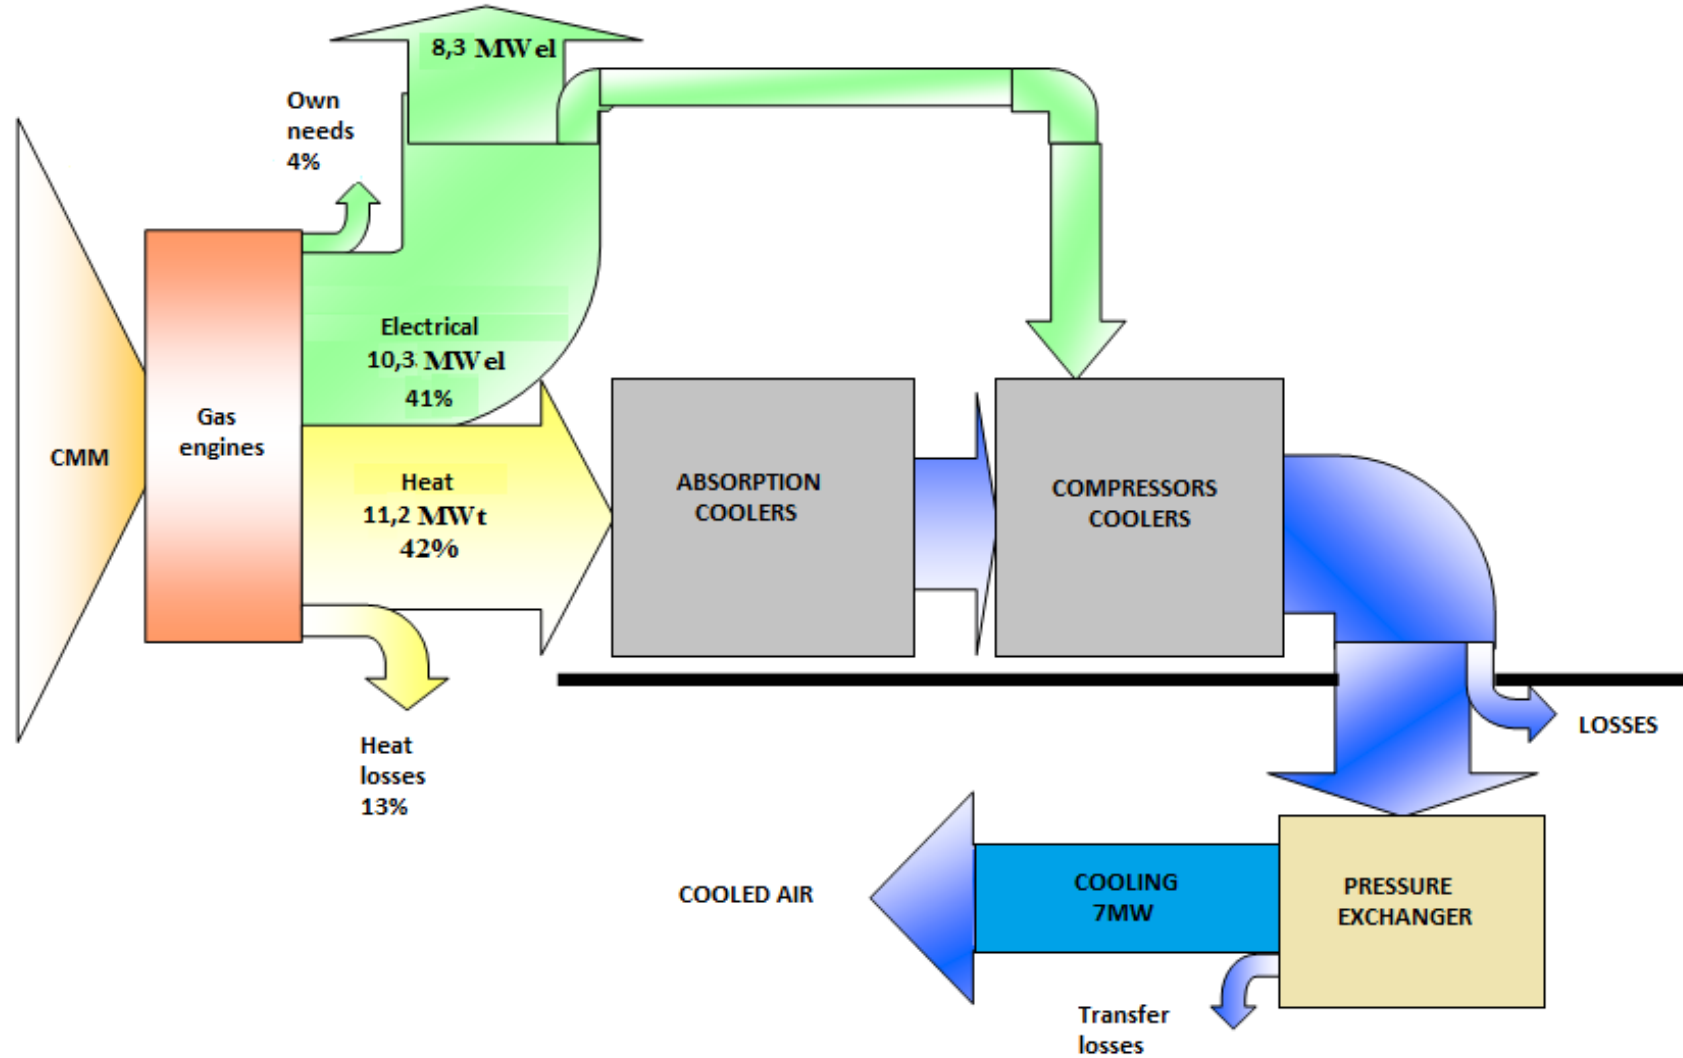 8,3 MWel
Own
needs
4%
Electrical
10,3 MWel
41%
Gas
engines
CMM
Heat
11,2 MWt
42%
ABSORPTION
COOLERS
COMPRESSORS
COOLERS
Heat
losses
13%
LOSSES
COOLED AIR
COOLING
7MW
PRESSURE
EXCHANGER
Transfer
losses